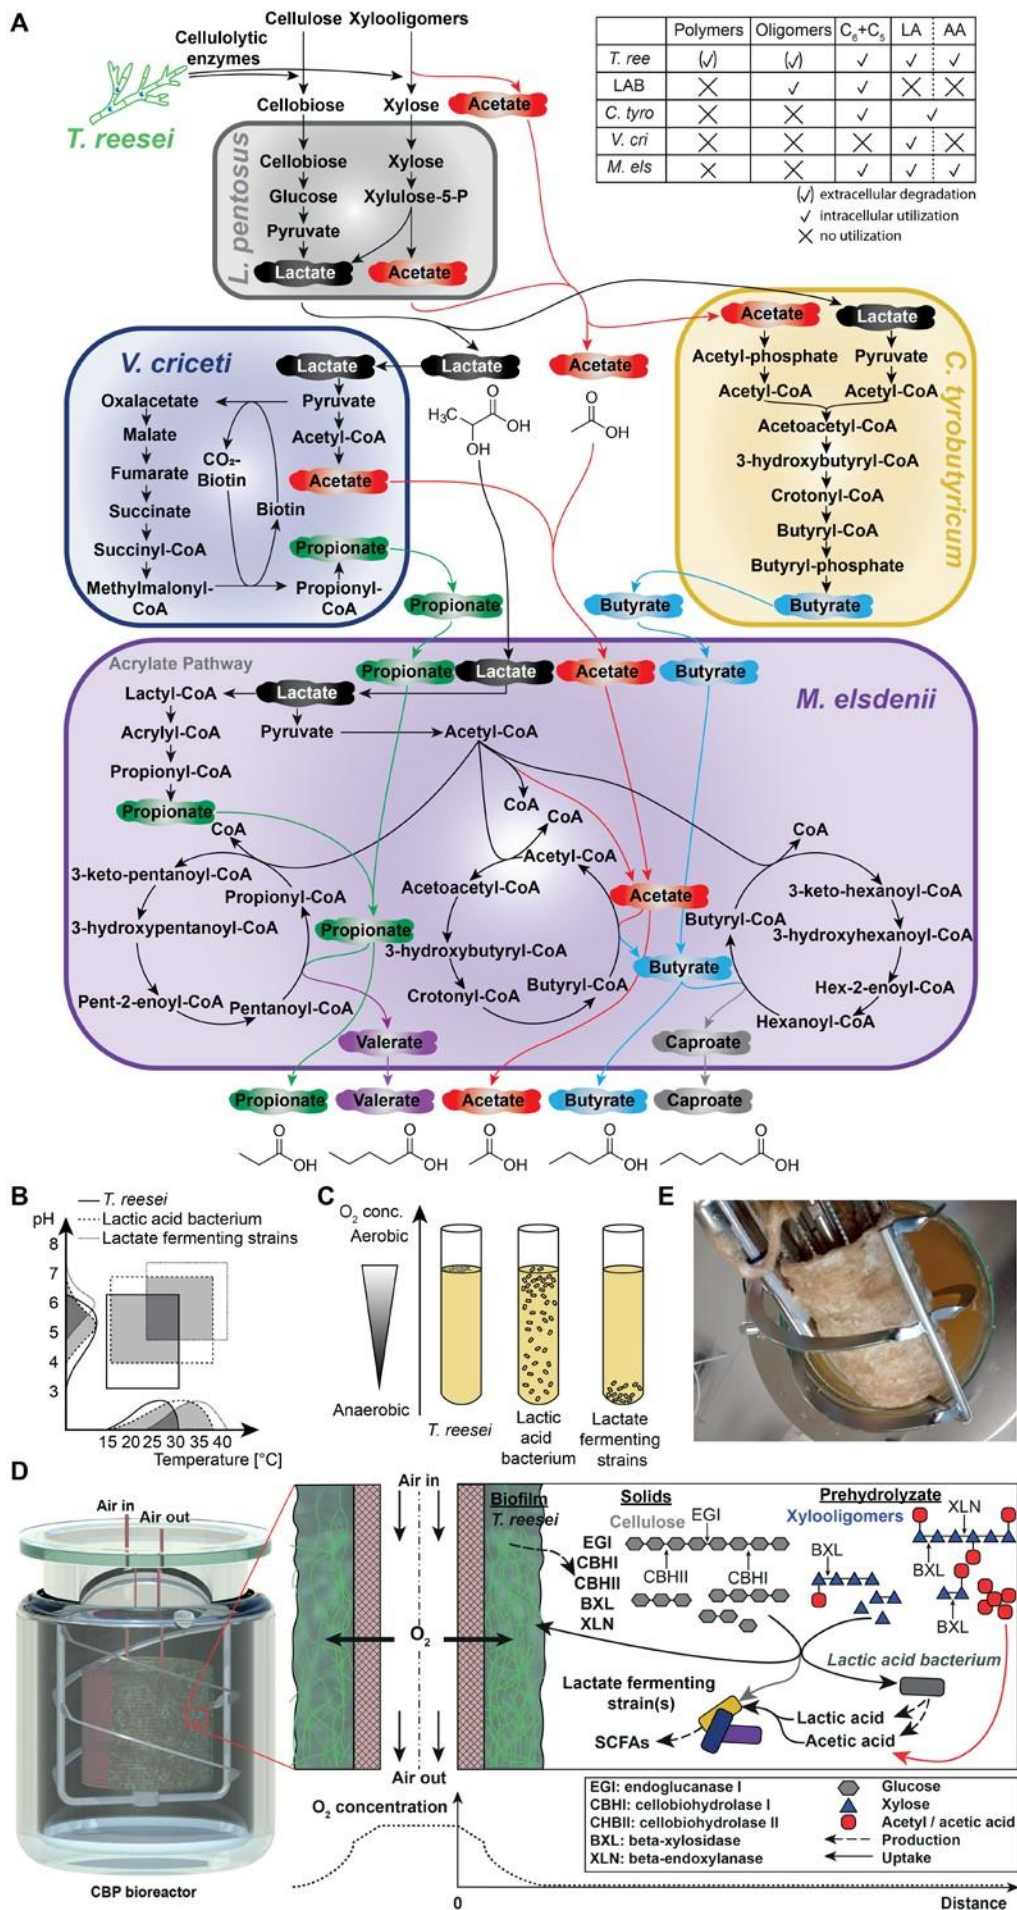 A
Cellulose Xylooligomers
Cellulolytic
enzymes
T. reesei
Cellobiose
Xylose
Acetate
Polymers Oligomers C6+C5 LA AA
T. ree (✓) (✓) ✓ ✓ ✓
LAB ✕ ✓ ✓ ✕ ✕
C. tyro ✕ ✕ ✓ ✓
V. cri ✕ ✕ ✕ ✓ ✕
M. els ✕ ✕ ✓ ✓ ✓
(✓) extracellular degradation
✓ intracellular utilization
✕ no utilization
L. pentosus
Cellobiose
Xylose
Glucose
Xylulose-5-P
Pyruvate
Lactate
Acetate
V. criceti
Lactate
Oxalacetate
Pyruvate
Malate
Acetyl-CoA
CO2-
Biotin
Fumarate
Acetate
Succinate
Biotin
Succinyl-CoA
Propionate
Methylmalonyl-
CoA
Propionyl-
CoA
Lactate
Acetate
H3C
O
OH
OH
O
OH
C. tyrobutyricum
Acetate
Lactate
Acetyl-phosphate
Pyruvate
Acetyl-CoA
Acetyl-CoA
Acetoacetyl-CoA
3-hydroxybutyryl-CoA
Crotonyl-CoA
Butyryl-CoA
Butyryl-phosphate
Butyrate
Propionate
Butyrate
M. elsdenii
Acrylate Pathway
Propionate
Lactate
Acetate
Butyrate
Lactyl-CoA
Lactate
Acrylyl-CoA
Pyruvate
Acetyl-CoA
Propionyl-CoA
Propionate
CoA
CoA
CoA
CoA
3-keto-pentanoyl-CoA
Propionyl-CoA
3-hydroxypentanoyl-CoA
Pent-2-enoyl-CoA
Pentanoyl-CoA
Propionate
Acetyl-CoA
Acetoacetyl-CoA
3-hydroxybutyryl-CoA
Crotonyl-CoA
Butyryl-CoA
Acetate
Butyrate
Butyryl-CoA
3-keto-hexanoyl-CoA
3-hydroxyhexanoyl-CoA
Hex-2-enoyl-CoA
Hexanoyl-CoA
Valerate
Caproate
Propionate
Valerate
Acetate
Butyrate
Caproate
O
OH
O
OH
O
OH
O
OH
O
OH
B
T. reesei
Lactic acid bacterium
Lactate fermenting strains
pH
8
7
6
5
4
3
15 20 25 30 35 40
Temperature [°C]
C
O2 conc.
Aerobic
Anaerobic
T. reesei
Lactic
acid
bacterium
Lactate
fermenting
strains
E
D
Air in
Air out
CBP bioreactor
Air in
O2
Air out
O2 concentration
0
Distance
Biofilm
T. reesei
EGI
CBHI
CBHII
BXL
XLN
Solids
Cellulose
EGI
CBHII
CBHI
Prehydrolyzate
Xylooligomers
XLN
BXL
BXL
BXL
Lactic acid bacterium
Lactate fermenting
strain(s)
SCFAs
Lactic acid
Acetic acid
EGI: endoglucanase I
CBHI: cellobiohydrolase I
CHBII: cellobiohydrolase II
BXL: beta-xylosidase
XLN: beta-endoxylanase
Glucose
Xylose
Acetyl / acetic acid
Production
Uptake